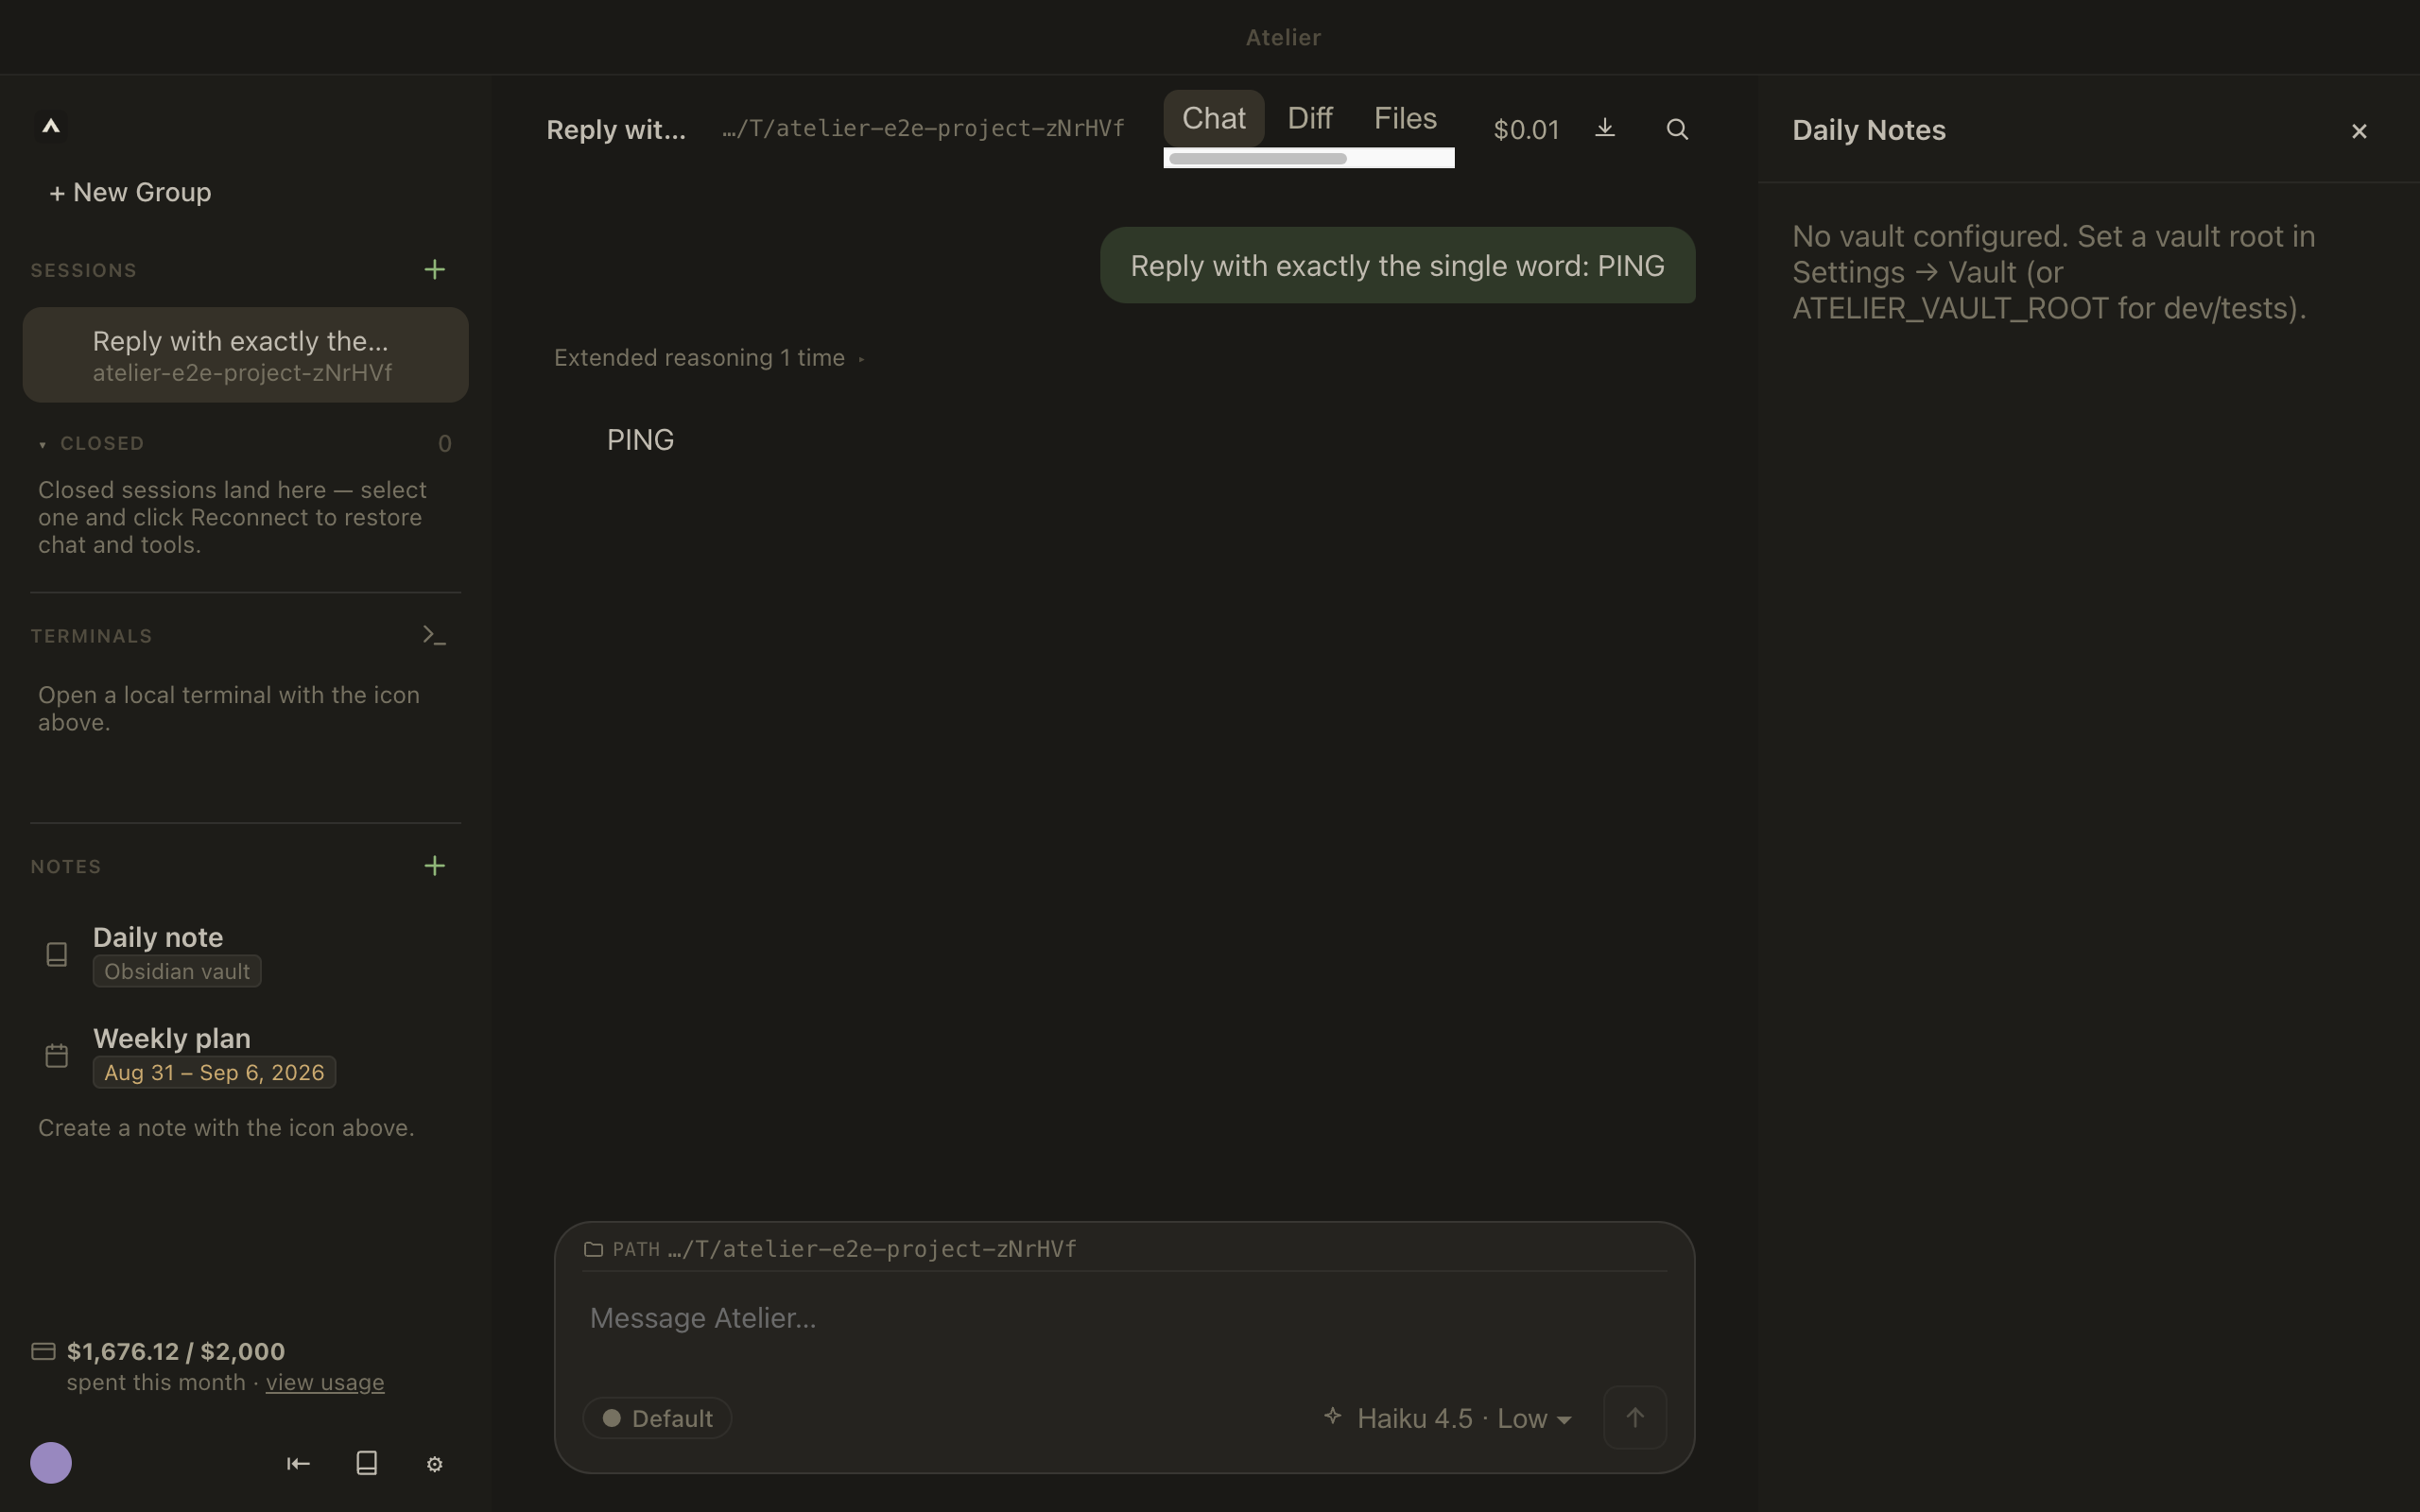 Atelier
+ New Group
SESSIONS
Reply with exactly the...
atelier-e2e-project-zNrHVf
CLOSED 0
Closed sessions land here — select
one and click Reconnect to restore
chat and tools.
TERMINALS
Open a local terminal with the icon
above.
NOTES
Daily note
Obsidian vault
Weekly plan
Aug 31 – Sep 6, 2026
Create a note with the icon above.
$1,676.12 / $2,000
spent this month · view usage
Reply wit... …/T/atelier-e2e-project-zNrHVf Chat Diff Files $0.01
Reply with exactly the single word: PING
Extended reasoning 1 time
PING
PATH …/T/atelier-e2e-project-zNrHVf
Message Atelier...
Default Haiku 4.5 · Low
Daily Notes
No vault configured. Set a vault root in
Settings → Vault (or
ATELIER_VAULT_ROOT for dev/tests).